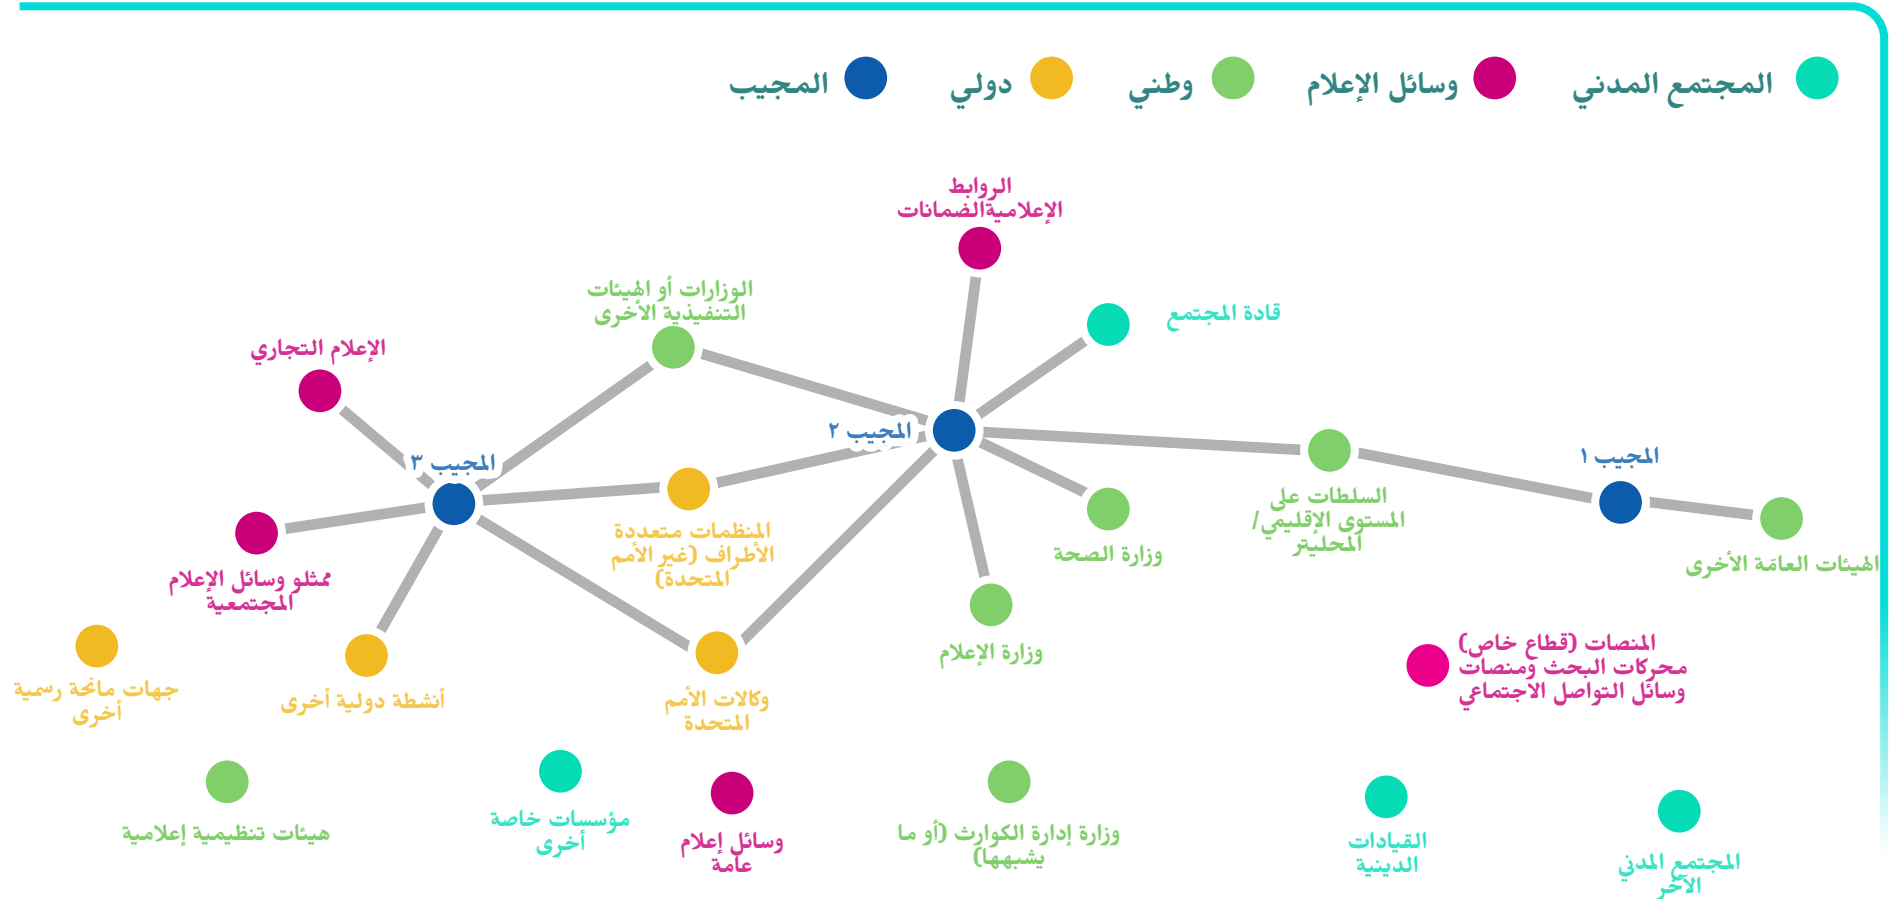 المجتمع المدني
وسائل الإعلام
وطني
دولي
المجيب
الروابط
الإعلاميةالضمانات
الوزارات أو الهيئات
التنفيذية الأخرى
قادة المجتمع
الإعلام التجاري
المجيب ٢
المجيب ١
المجيب ٣
السلطات على
المستوى الإقليمي/
المحليتر
المنظمات متعددة
الأطراف (غير الأمم
المتحدة)
وزارة الصحة
الهيئات العامّة الأخرى
ممثلو وسائل الإعلام
المجتمعية
وزارة الإعلام
المنصات (قطاع خاص)
محركات البحث ومنصات
وسائل التواصل الاجتماعي
جهات مانحة رسمية
أخرى
أنشطة دولية أخرى
وكالات الأمم
المتحدة
هيئات تنظيمية إعلامية
مؤسسات خاصة
أخرى
وسائل إعلام
عامة
وزارة إدارة الكوارث (أو ما
يشبهها)
القيادات
الدينية
المجتمع المدني
الآخر